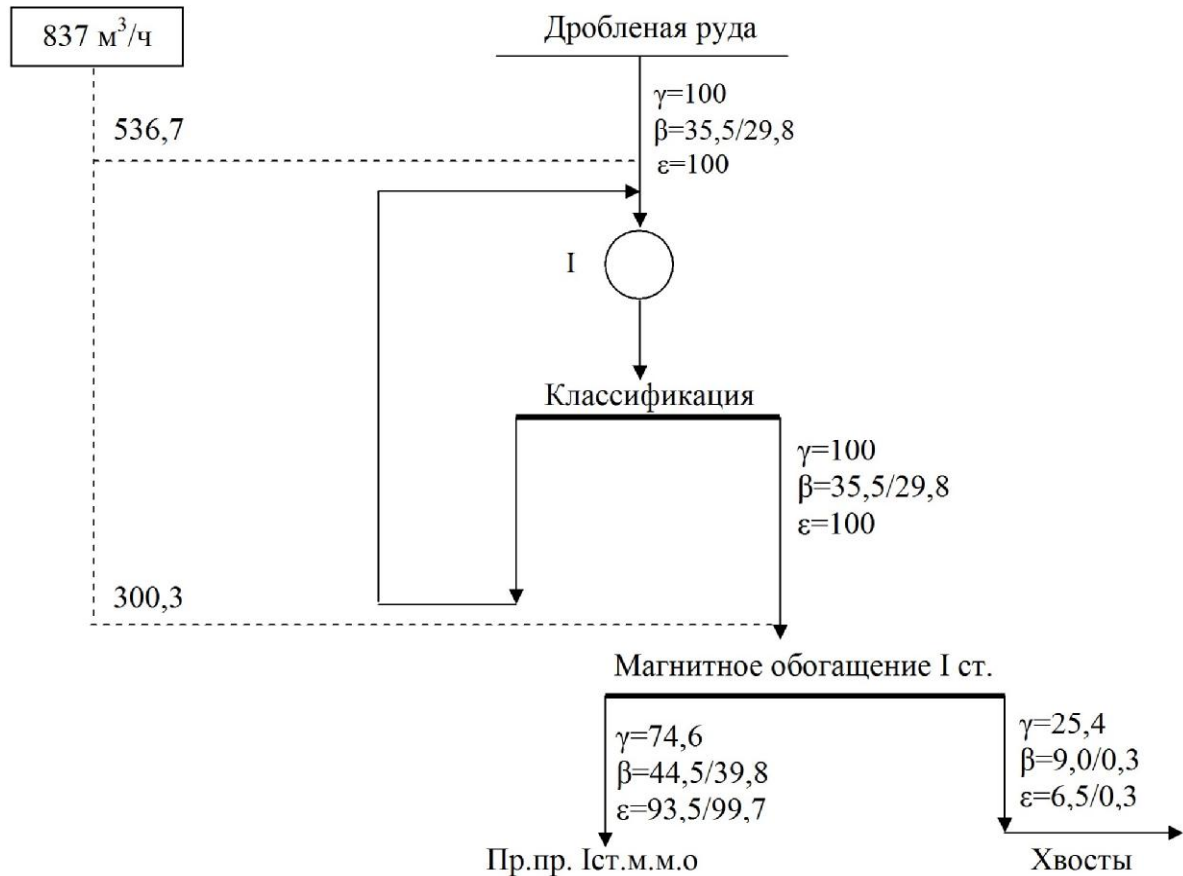 837 м³/ч
Дробленая руда
γ=100
β=35,5/29,8
ε=100
536,7
I
Классификация
γ=100
β=35,5/29,8
ε=100
300,3
Магнитное обогащение I ст.
γ=74,6
β=44,5/39,8
ε=93,5/99,7
γ=25,4
β=9,0/0,3
ε=6,5/0,3
Пр.пр. Iст.м.м.о
Хвосты